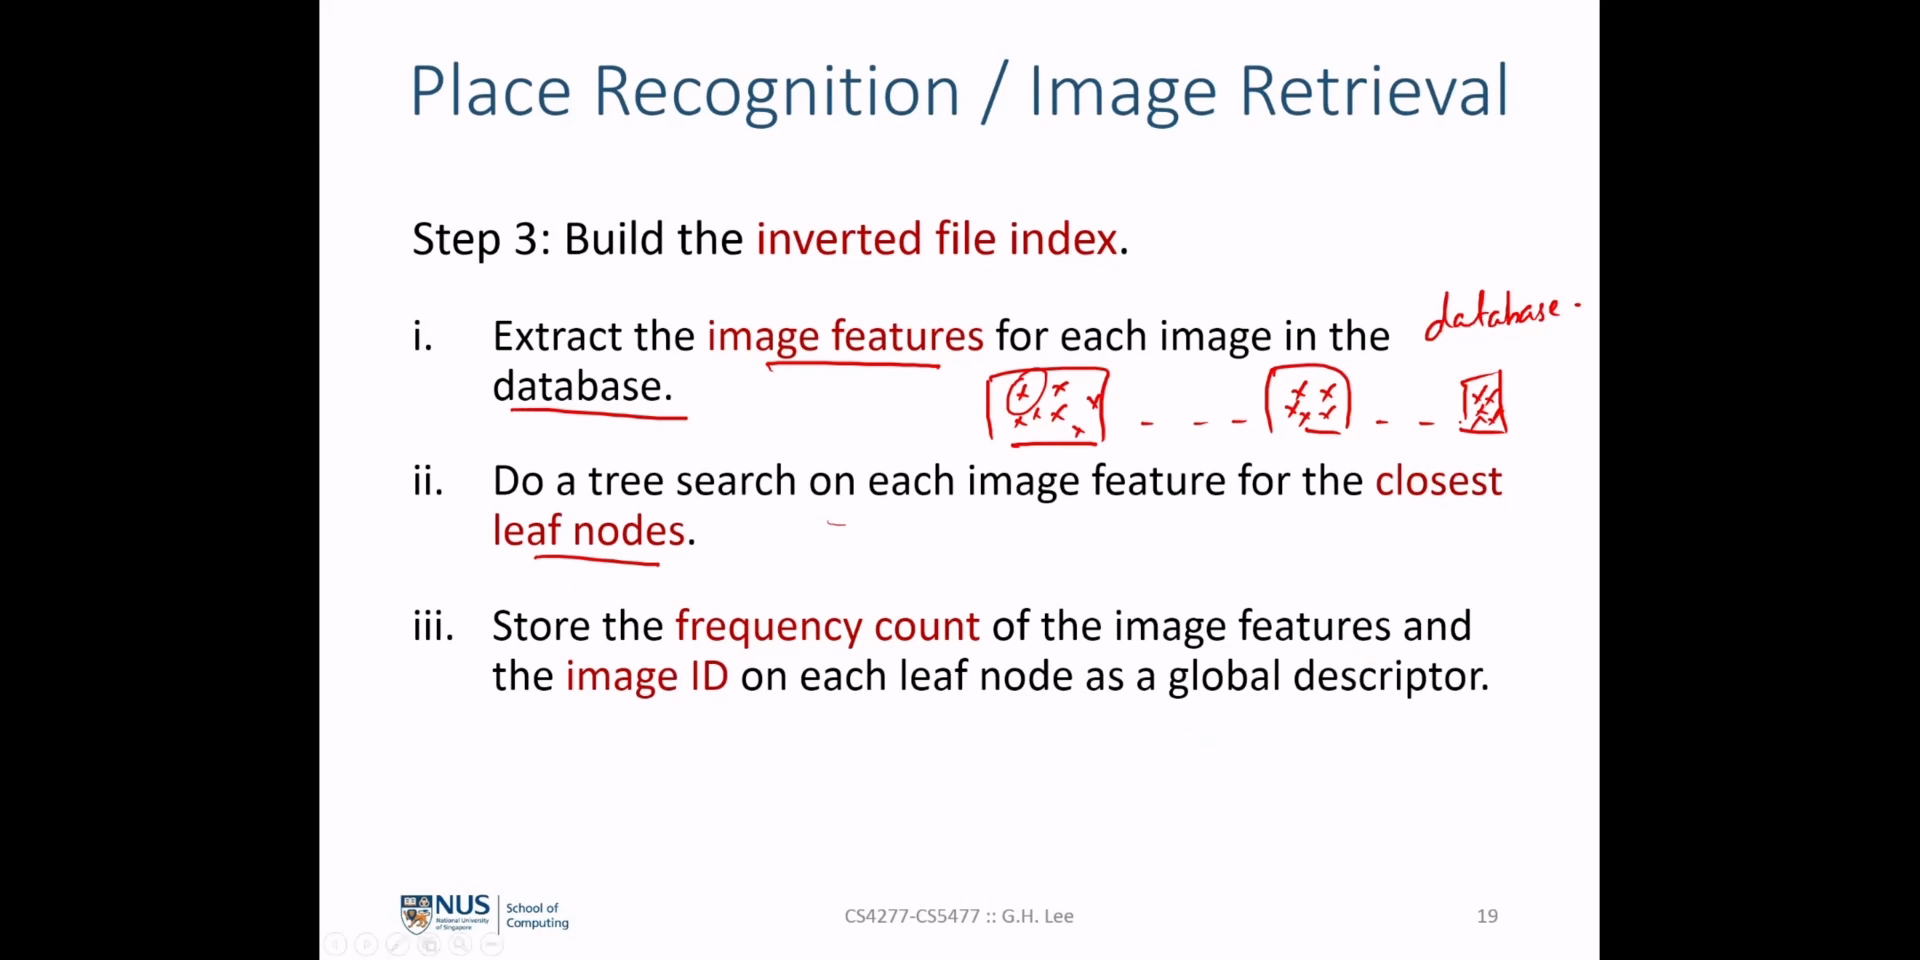 Place Recognition / Image Retrieval
Step 3: Build the inverted file index.
database.
i. Extract the image features for each image in the
database.
ii. Do a tree search on each image feature for the closest
leaf nodes.
iii. Store the frequency count of the image features and
the image ID on each leaf node as a global descriptor.
NUS
National University
of Singapore
School of
Computing
CS4277-CS5477 :: G.H. Lee
19